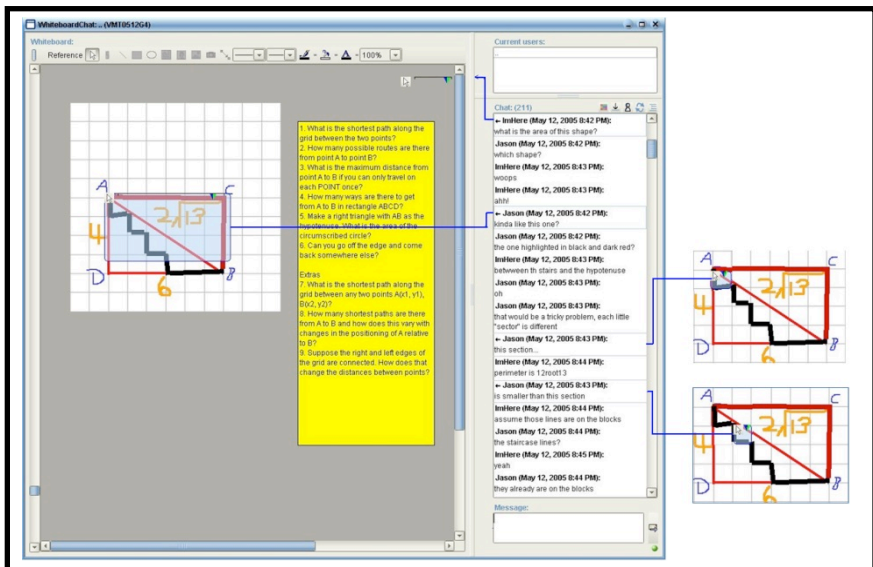 WhiteboardChat: .. (VMT0512G4)
Whiteboard:
Reference
100%
A
C
2√13
4
D
6
B
1. What is the shortest path along the
grid between the two points?
2. How many possible routes are there
from point A to point B?
3. What is the maximum distance from
point A to B if you can only travel on
each POINT once?
4. How many ways are there to get
from A to B in rectangle ABCD?
5. Make a right triangle with AB as the
hypotenuse. What is the area of the
circumscribed circle?
6. Can you go off the edge and come
back somewhere else?
Extras
7. What is the shortest path along the
grid between any two points A(x1, y1),
B(x2, y2)?
8. How many shortest paths are there
from A to B and how does this vary with
changes in the positioning of A relative
to B?
9. Suppose the right and left edges of
the grid are connected. How does that
change the distances between points?
Current users:
Chat: (211)
← ImHere (May 12, 2005 8:42 PM):
what is the area of this shape?
Jason (May 12, 2005 8:42 PM):
which shape?
ImHere (May 12, 2005 8:43 PM):
woops
ImHere (May 12, 2005 8:43 PM):
ahh!
← Jason (May 12, 2005 8:42 PM):
kinda like this one?
Jason (May 12, 2005 8:42 PM):
the one highlighted in black and dark red?
ImHere (May 12, 2005 8:43 PM):
betwween th stairs and the hypotenuse
Jason (May 12, 2005 8:43 PM):
oh
Jason (May 12, 2005 8:43 PM):
that would be a tricky problem, each little
"sector" is different
← Jason (May 12, 2005 8:43 PM):
this section...
ImHere (May 12, 2005 8:44 PM):
perimeter is 12root13
← Jason (May 12, 2005 8:43 PM):
is smaller than this section
ImHere (May 12, 2005 8:44 PM):
assume those lines are on the blocks
Jason (May 12, 2005 8:44 PM):
the staircase lines?
ImHere (May 12, 2005 8:45 PM):
yeah
Jason (May 12, 2005 8:44 PM):
they already are on the blocks
Message:
A
C
2√13
4
D
6
B
A
C
2√13
4
D
6
B